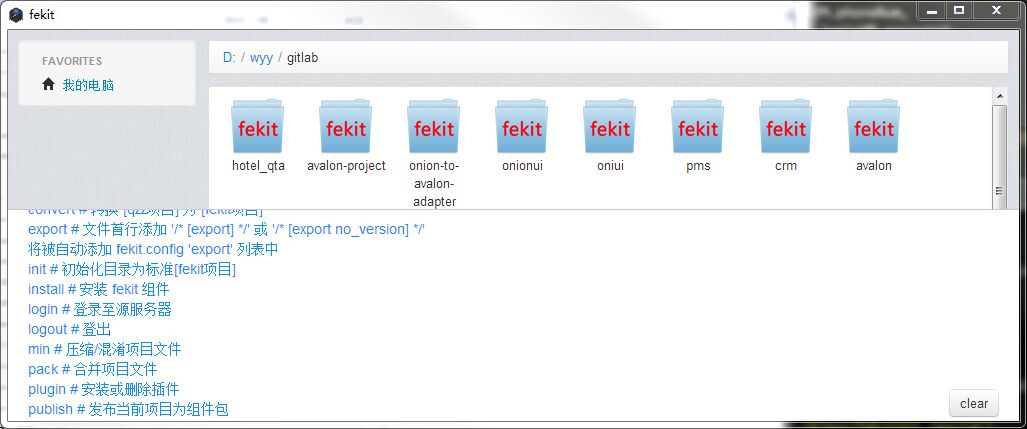 fekit
FAVORITES
我的电脑
D: / wyy / gitlab
fekit fekit fekit fekit fekit fekit fekit fekit
hotel_qta avalon-project onion-to-avalon-adapter onionui oniui pms crm avalon
convert # 转换 [qzz项目] 为 [fekit项目]
export # 文件首行添加 '/* [export] */' 或 '/* [export no_version] */'
将被自动添加 fekit.config 'export' 列表中
init # 初始化目录为标准[fekit项目]
install # 安装 fekit 组件
login # 登录至源服务器
logout # 登出
min # 压缩/混淆项目文件
pack # 合并项目文件
plugin # 安装或删除插件
publish # 发布当前项目为组件包
clear